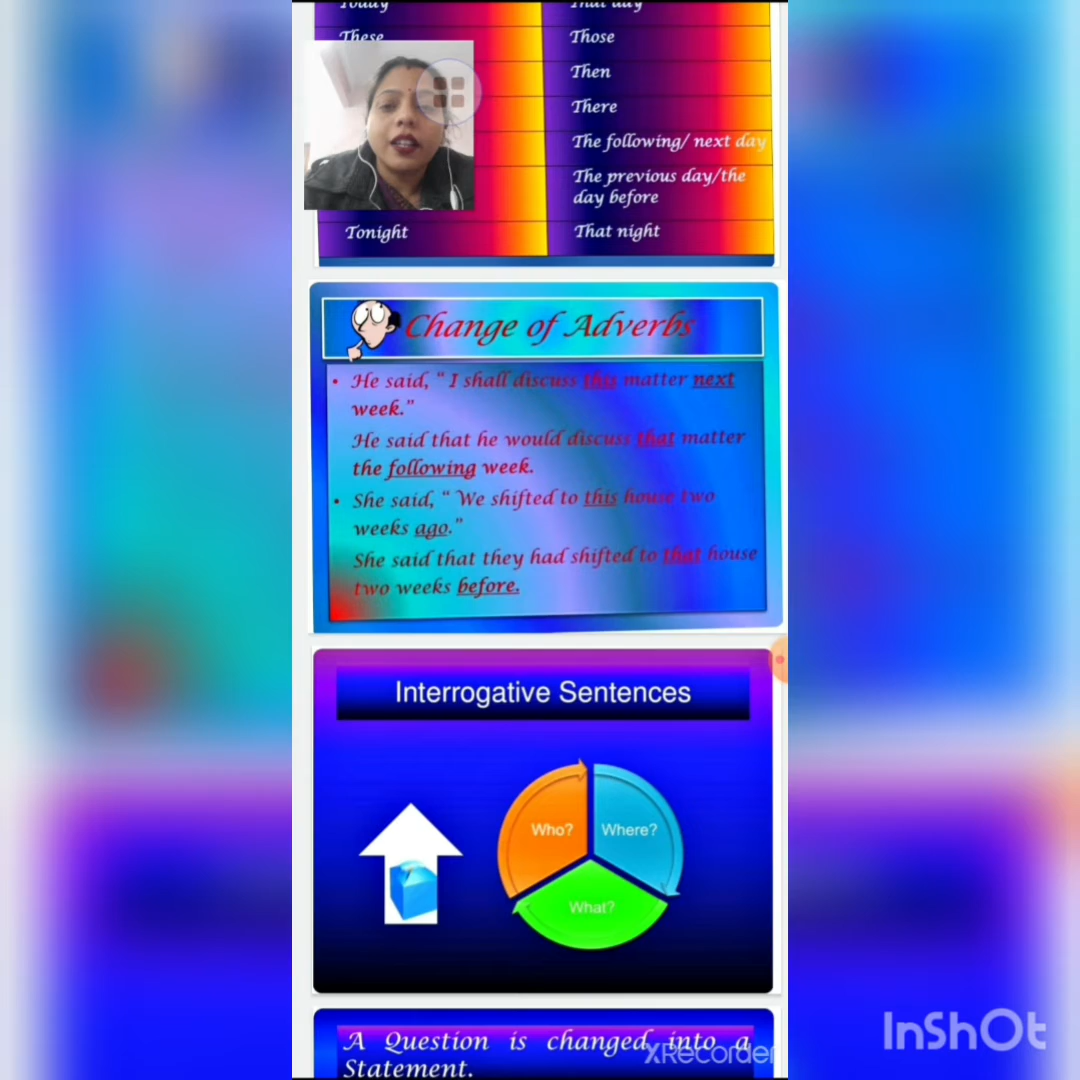 Today
That day
These
Those
Then
There
The following/ next day
The previous day/the
day before
Tonight
That night
Change of Adverbs
• He said, “ I shall discuss this matter next
week.”
He said that he would discuss that matter
the following week.
• She said, “ We shifted to this house two
weeks ago.”
She said that they had shifted to that house
two weeks before.
Interrogative Sentences
Who?
Where?
What?
A Question is changed into a
Statement.
XRecorder
InShOt